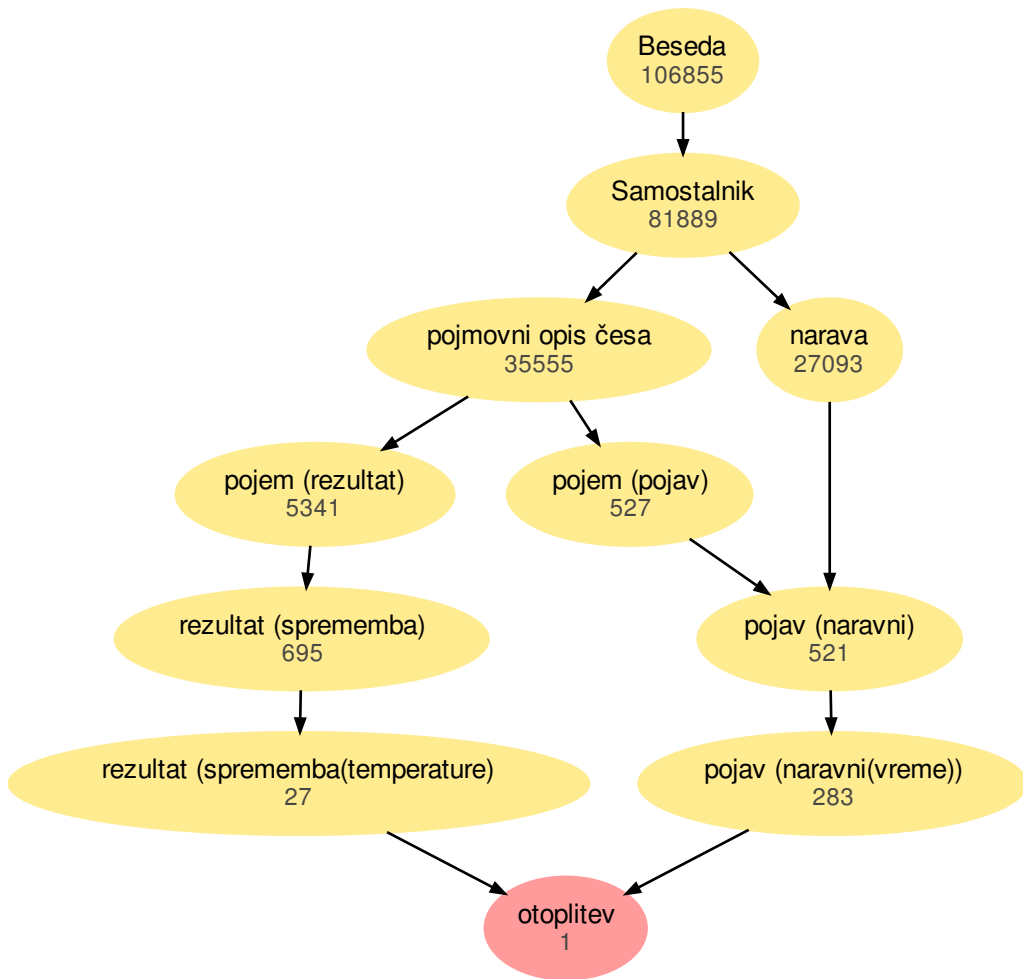 Beseda
106855
Samostalnik
81889
pojmovni opis česa
35555
narava
27093
pojem (rezultat)
5341
pojem (pojav)
527
rezultat (sprememba)
695
pojav (naravni)
521
rezultat (sprememba(temperature)
27
pojav (naravni(vreme))
283
otoplitev
1